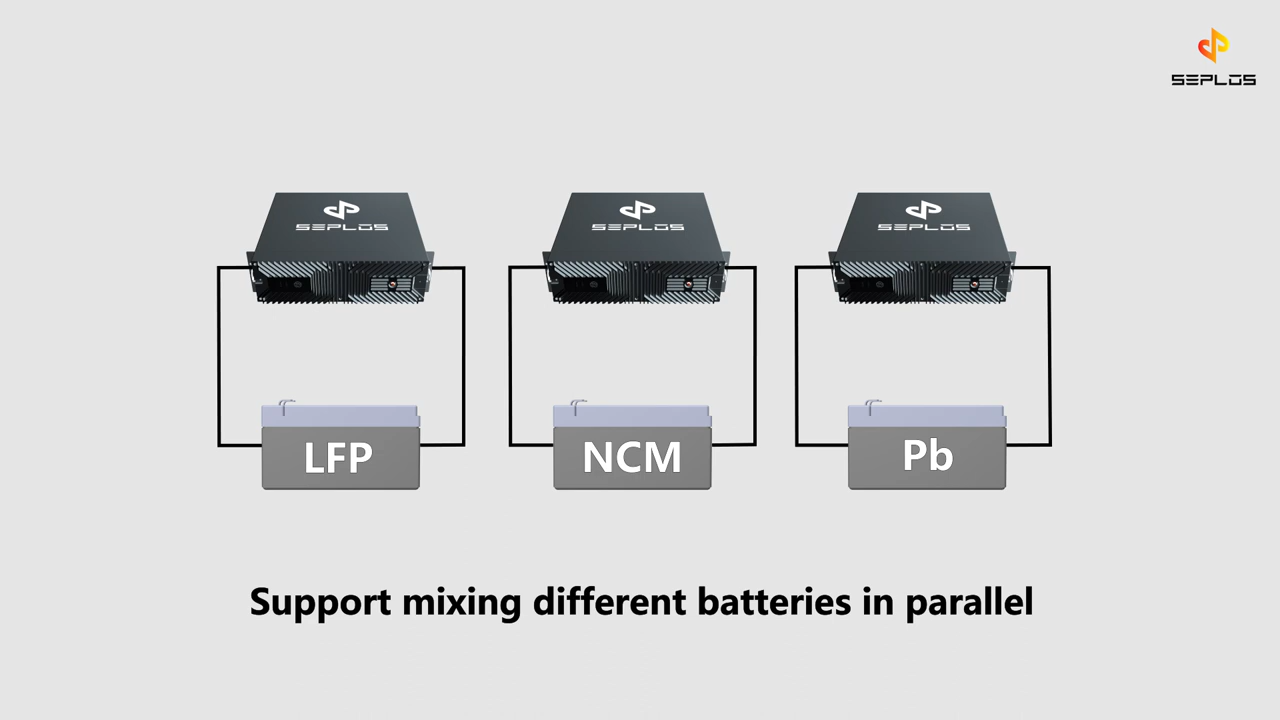 SEPLOS
SEPLOS
SEPLOS
SEPLOS
LFP
NCM
Pb
Support mixing different batteries in parallel